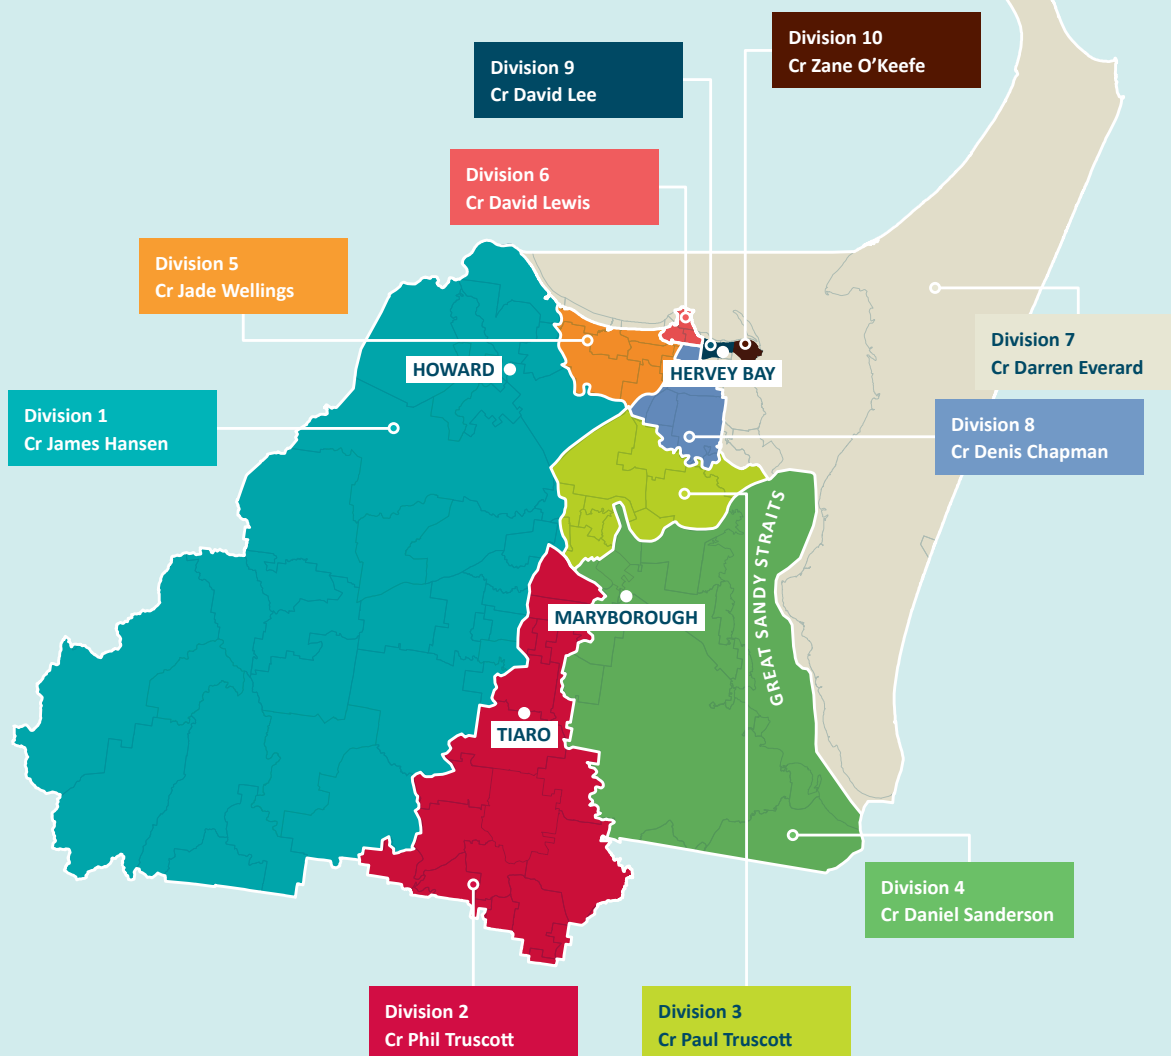 Division 10
Cr Zane O'Keefe
Division 9
Cr David Lee
Division 6
Cr David Lewis
Division 5
Cr Jade Wellings
Division 7
Cr Darren Everard
HOWARD
HERVEY BAY
Division 1
Cr James Hansen
Division 8
Cr Denis Chapman
GREAT SANDY STRAITS
MARYBOROUGH
TIARO
Division 4
Cr Daniel Sanderson
Division 2
Cr Phil Truscott
Division 3
Cr Paul Truscott